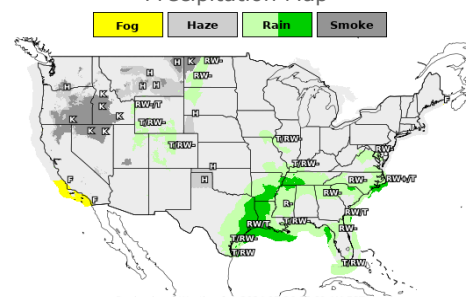 Precipitation Map
Fog Haze Rain Smoke
H K RW-
H RW-
K
H H
H
K
K RW-/T H
K K
K T/RW-
K K
T/RW- T/RW-
RW-
T/RW-
H
F H RW- RW+/T
F R- RW-
RW/T T/RW- RW/T
RW-
T/RW-
T/RW
T/RW
F